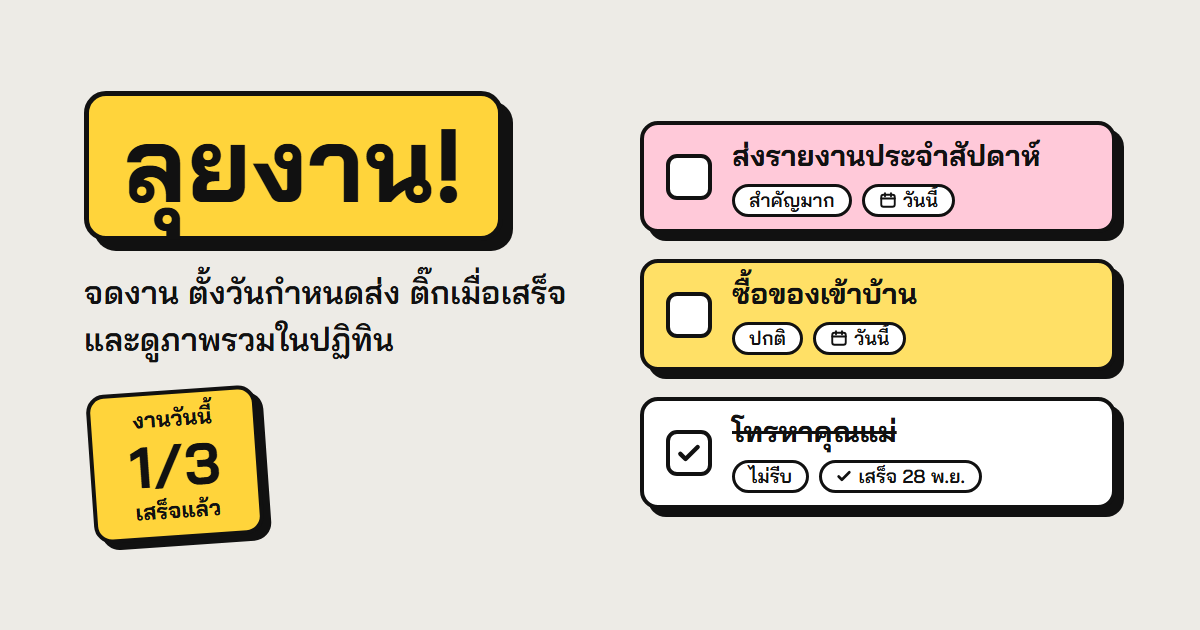 ลุยงาน!
จดงาน ตั้งวันกำหนดส่ง ติ๊กเมื่อเสร็จ
และดูภาพรวมในปฏิทิน
งานวันนี้
1/3
เสร็จแล้ว
ส่งรายงานประจำสัปดาห์
สำคัญมาก วันนี้
ซื้อของเข้าบ้าน
ปกติ วันนี้
โทรหาคุณแม่
ไม่รีบ เสร็จ 28 พ.ย.